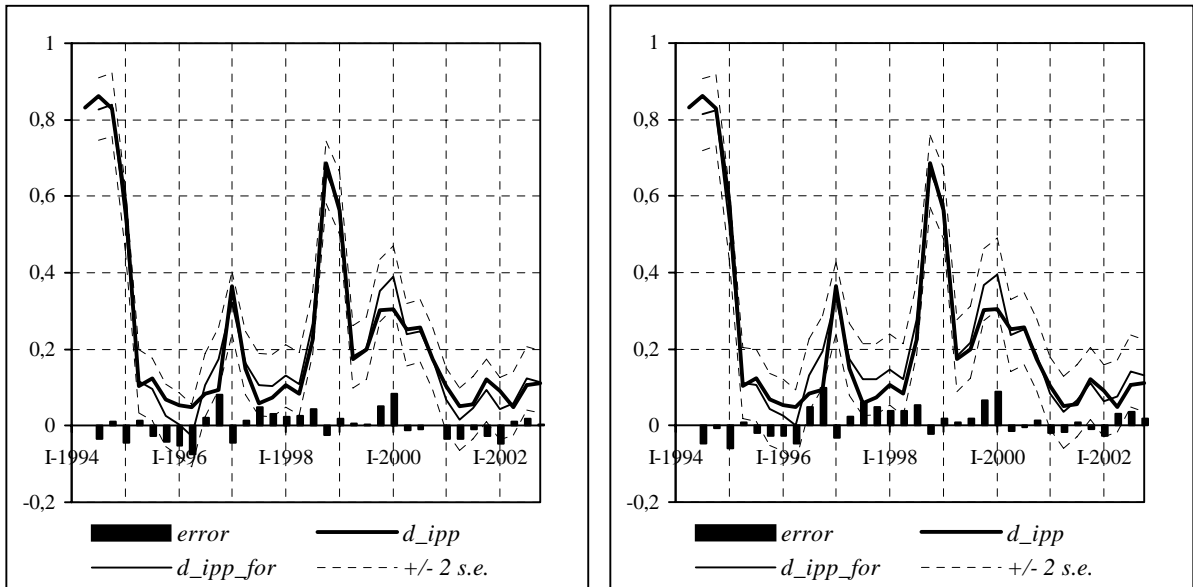 1
0,8
0,6
0,4
0,2
0
-0,2
I-1994 I-1996 I-1998 I-2000 I-2002
error d_ipp
d_ipp_for +/- 2 s.e.
1
0,8
0,6
0,4
0,2
0
-0,2
I-1994 I-1996 I-1998 I-2000 I-2002
error d_ipp
d_ipp_for +/- 2 s.e.